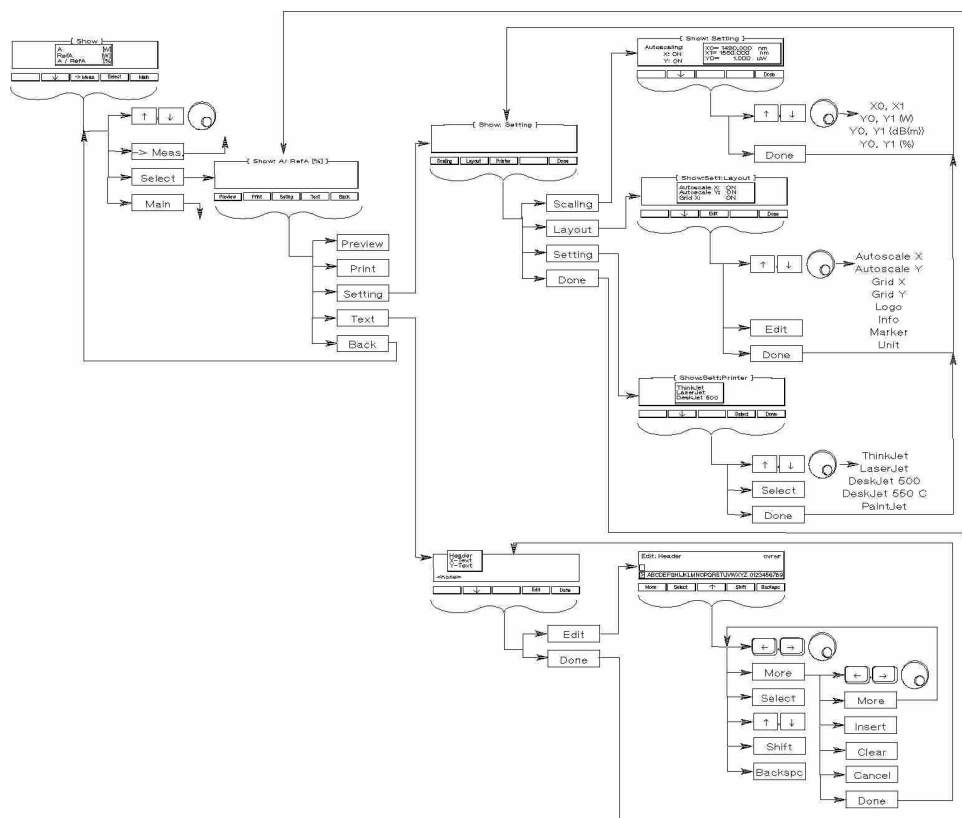 [ Show ]
A [W]
RefA [W]
A / RefA [%]
↓ -> Meas. Select Main
↑ ↓
-> Meas.
Select
Main
[ Show: A/ RefA [%] ]
Preview Print Setting Text Back
Preview
Print
Setting
Text
Back
[ Show: Setting ]
Scaling Layout Printer Done
Scaling
Layout
Setting
Done
[ Show: Setting ]
Autoscaling:
X: ON
Y: ON
X0= 1490.000 nm
X1= 1560.000 nm
Y0= 1.000 uW
↓ Done
↑ ↓
X0, X1
Y0, Y1 (W)
Y0, Y1 (dB(m))
Y0, Y1 (%)
Done
[ Show:Sett:Layout ]
Autoscale X: ON
Autoscale Y: ON
Grid X: ON
↓ Edit Done
↑ ↓
Autoscale X
Autoscale Y
Grid X
Grid Y
Logo
Info
Marker
Unit
Edit
Done
[ Show:Sett:Printer ]
ThinkJet
LaserJet
DeskJet 500
↓ Select Done
↑ ↓
ThinkJet
LaserJet
DeskJet 500
DeskJet 550 C
PaintJet
Select
Done
Header
X-Text
Y-Text
<none>
↓ Edit Done
Edit
Done
Edit: Header
ABCDEFGHIJKLMNOPQRSTUVWXYZ 0123456789
More Select ↑ Shift Backspc
← →
More
Select
↑ ↓
Shift
Backspc
← →
More
Insert
Clear
Cancel
Done